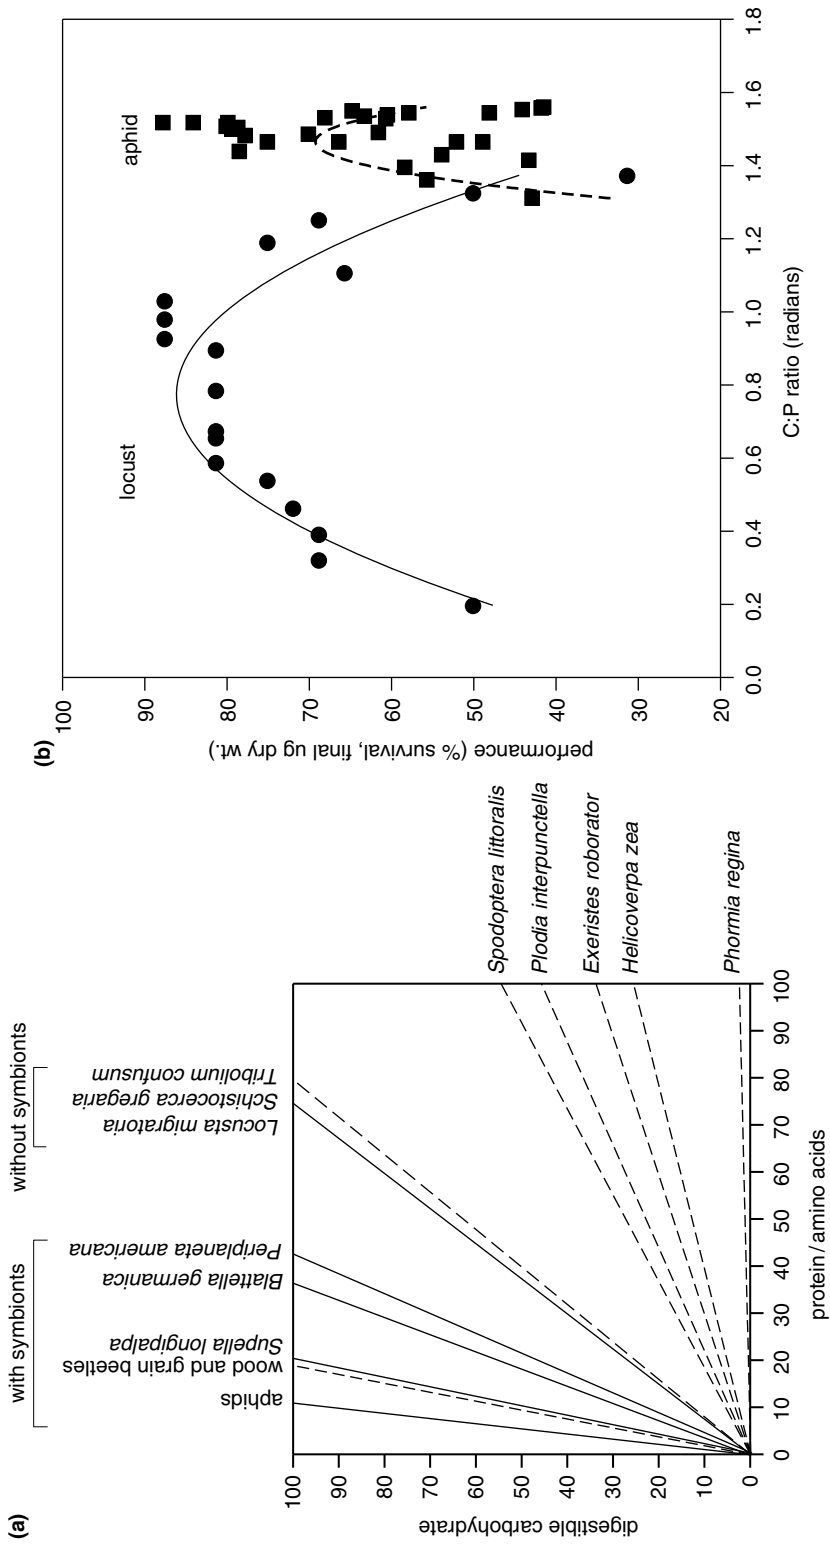 (a)
with symbionts
without symbionts
aphids
wood and grain beetles
Supella longipalpa
Blattella germanica
Periplaneta americana
Locusta migratoria
Schistocerca gregaria
Tribolium confusum
digestible carbohydrate
100
90
80
70
60
50
40
30
20
10
0
0 10 20 30 40 50 60 70 80 90 100
protein/amino acids
Spodoptera littoralis
Plodia interpunctella
Exeristes roborator
Helicoverpa zea
Phormia regina
(b)
locust
aphid
performance (% survival, final ug dry wt.)
100
90
80
70
60
50
40
30
20
0.0 0.2 0.4 0.6 0.8 1.0 1.2 1.4 1.6 1.8
C:P ratio (radians)